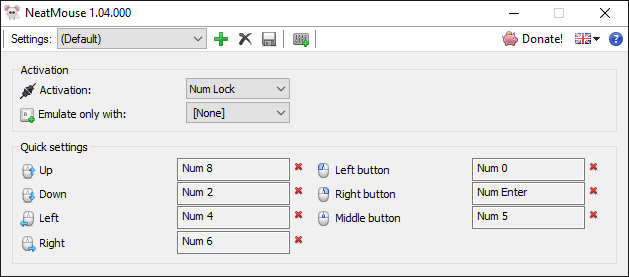 NeatMouse 1.04.000
Settings: (Default) Donate! ?
Activation
Activation: Num Lock
Emulate only with: [None]
Quick settings
Up Num 8 Left button Num 0
Down Num 2 Right button Num Enter
Left Num 4 Middle button Num 5
Right Num 6